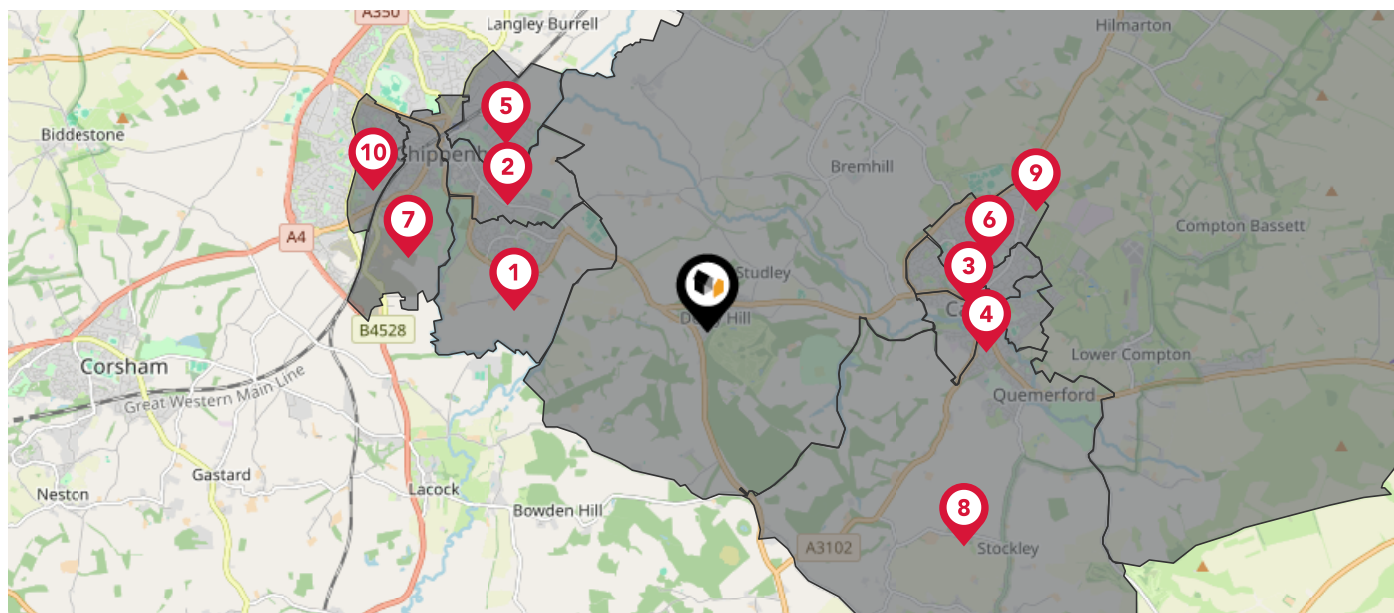 A350
Langley Burrell
Hilmarton
5
Biddestone
10
2
Bremhill
9
7
6
Compton Bassett
A4
1
3
Studley
4
B4528
Lower Compton
Corsham
Great Western Main Line
Quemerford
Gastard
Lacock
Neston
Bowden Hill
8
A3102
Stockley